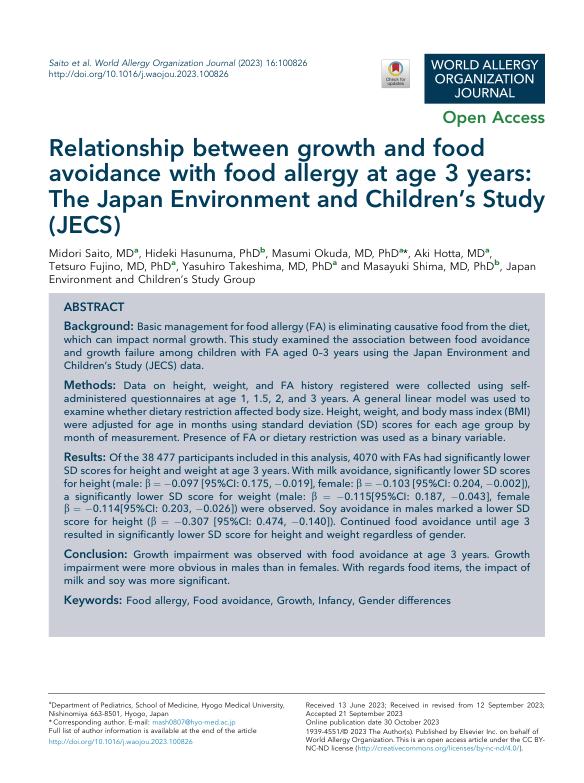 Saito et al. World Allergy Organization Journal (2023) 16:100826
http://doi.org/10.1016/j.waojou.2023.100826
Check for
updates
WORLD ALLERGY
ORGANIZATION
JOURNAL
Open Access
Relationship between growth and food
avoidance with food allergy at age 3 years:
The Japan Environment and Children's Study
(JECS)
Midori Saito, MDa, Hideki Hasunuma, PhDb, Masumi Okuda, MD, PhDa*, Aki Hotta, MDa,
Tetsuro Fujino, MD, PhDa, Yasuhiro Takeshima, MD, PhDa and Masayuki Shima, MD, PhDb, Japan
Environment and Children's Study Group
ABSTRACT
Background: Basic management for food allergy (FA) is eliminating causative food from the diet,
which can impact normal growth. This study examined the association between food avoidance
and growth failure among children with FA aged 0–3 years using the Japan Environment and
Children's Study (JECS) data.
Methods: Data on height, weight, and FA history registered were collected using self-
administered questionnaires at age 1, 1.5, 2, and 3 years. A general linear model was used to
examine whether dietary restriction affected body size. Height, weight, and body mass index (BMI)
were adjusted for age in months using standard deviation (SD) scores for each age group by
month of measurement. Presence of FA or dietary restriction was used as a binary variable.
Results: Of the 38 477 participants included in this analysis, 4070 with FAs had significantly lower
SD scores for height and weight at age 3 years. With milk avoidance, significantly lower SD scores
for height (male: β = −0.097 [95%CI: 0.175, −0.019], female: β = −0.103 [95%CI: 0.204, −0.002]),
a significantly lower SD score for weight (male: β = −0.115[95%CI: 0.187, −0.043], female
β = −0.114[95%CI: 0.203, −0.026]) were observed. Soy avoidance in males marked a lower SD
score for height (β = −0.307 [95%CI: 0.474, −0.140]). Continued food avoidance until age 3
resulted in significantly lower SD score for height and weight regardless of gender.
Conclusion: Growth impairment was observed with food avoidance at age 3 years. Growth
impairment were more obvious in males than in females. With regards food items, the impact of
milk and soy was more significant.
Keywords: Food allergy, Food avoidance, Growth, Infancy, Gender differences
aDepartment of Pediatrics, School of Medicine, Hyogo Medical University,
Nishinomiya 663-8501, Hyogo, Japan
*Corresponding author. E-mail: mash0807@hyo-med.ac.jp
Full list of author information is available at the end of the article
http://doi.org/10.1016/j.waojou.2023.100826
Received 13 June 2023; Received in revised from 12 September 2023;
Accepted 21 September 2023
Online publication date 30 October 2023
1939-4551/© 2023 The Author(s). Published by Elsevier Inc. on behalf of
World Allergy Organization. This is an open access article under the CC BY-
NC-ND license (http://creativecommons.org/licenses/by-nc-nd/4.0/).